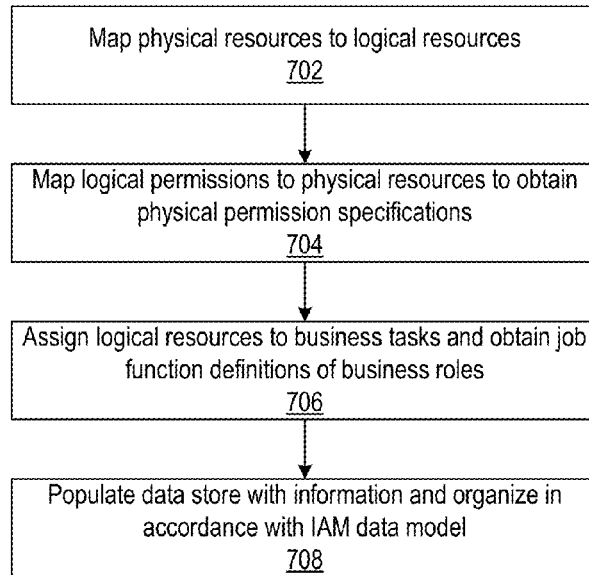 Map physical resources to logical resources
702
Map logical permissions to physical resources to obtain
physical permission specifications
704
Assign logical resources to business tasks and obtain job
function definitions of business roles
706
Populate data store with information and organize in
accordance with IAM data model
708